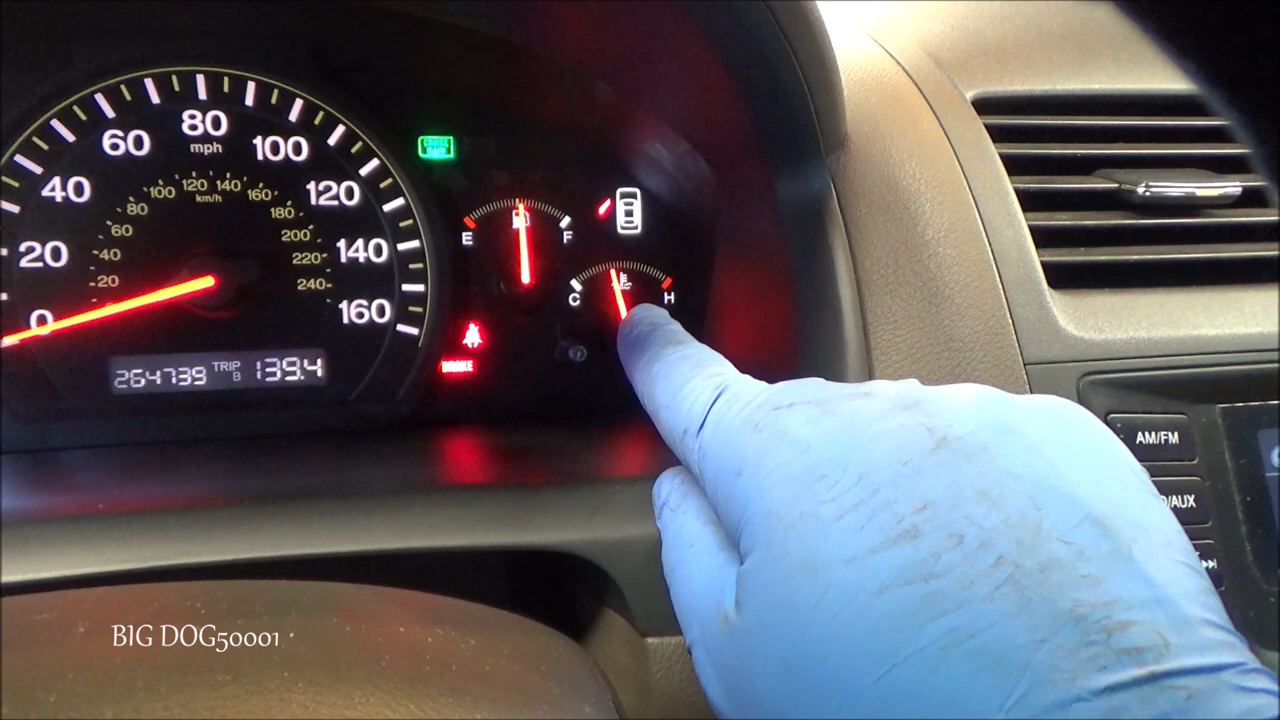 80
mph
60
100
40
120
20
140
0
160
100 120 140 160
km/h
80
180
60
200
40
220
20
240
264739 TRIP B 139.4
E
F
C
H
BRAKE
AM/FM
/AUX
BIG DOG50001